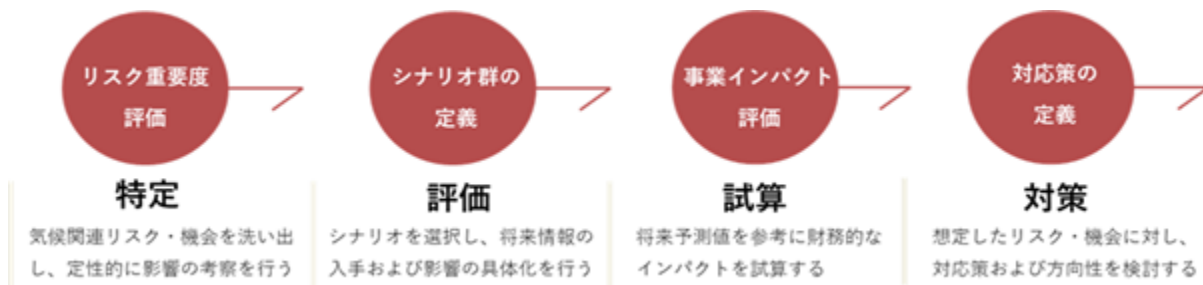 リスク重要度
評価
特定
気候関連リスク・機会を洗い出
し、定性的に影響の考察を行う
シナリオ群の
定義
評価
シナリオを選択し、将来情報の
入手および影響の具体化を行う
事業インパクト
評価
試算
将来予測値を参考に財務的な
インパクトを試算する
対応策の
定義
対策
想定したリスク・機会に対し、
対応策および方向性を検討する